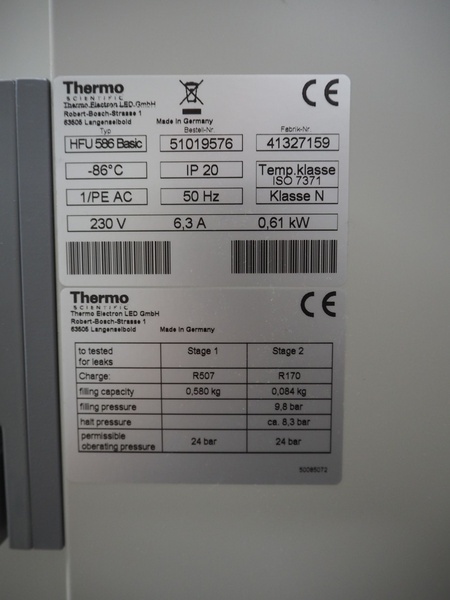 Thermo
SCIENTIFIC
Thermo Electron LED GmbH
Robert-Bosch-Strasse 1
63505 Langenselbold Made in Germany
Typ Bestell-Nr. Fabrik-Nr.
HFU 586 Basic 51019576 41327159
-86°C IP 20 Temp.klasse
ISO 7371
1/PE AC 50 Hz Klasse N
230 V 6,3 A 0,61 kW
Thermo
SCIENTIFIC
Thermo Electron LED GmbH
Robert-Bosch-Strasse 1
63505 Langenselbold Made in Germany
to tested Stage 1 Stage 2
for leaks
Charge: R507 R170
filling capacity 0,580 kg 0,084 kg
filling pressure 9,8 bar
halt pressure ca. 8,3 bar
permissible
oberating pressure 24 bar 24 bar
50085072